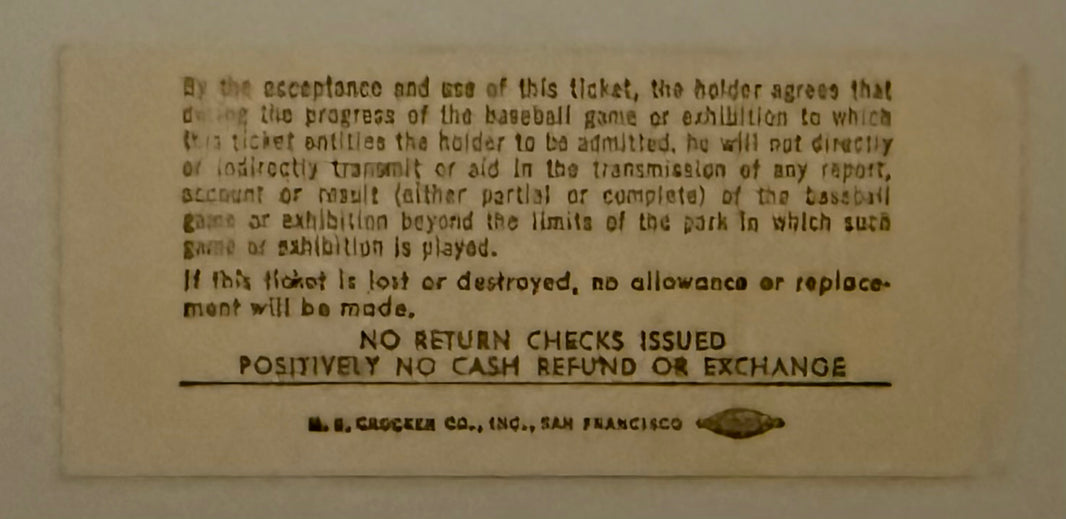 By the acceptance and use of this ticket, the holder agrees that
during the progress of the baseball game or exhibition to which
this ticket entitles the holder to be admitted, he will not directly
or indirectly transmit or aid in the transmission of any report,
account or result (either partial or complete) of the baseball
game or exhibition beyond the limits of the park in which such
game or exhibition is played.
If this ticket is lost or destroyed, no allowance or replace-
ment will be made.
NO RETURN CHECKS ISSUED
POSITIVELY NO CASH REFUND OR EXCHANGE
H. S. CROCKER CO., INC., SAN FRANCISCO